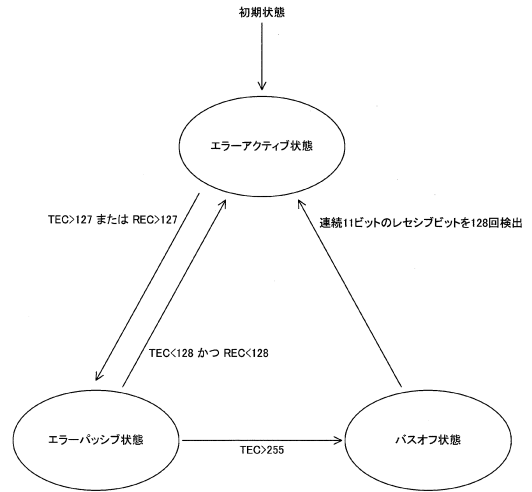 初期状態
エラーアクティブ状態
TEC>127 または REC>127
連続11ビットのレセシブビットを128回検出
TEC<128 かつ REC<128
エラーパッシブ状態
TEC>255
バスオフ状態